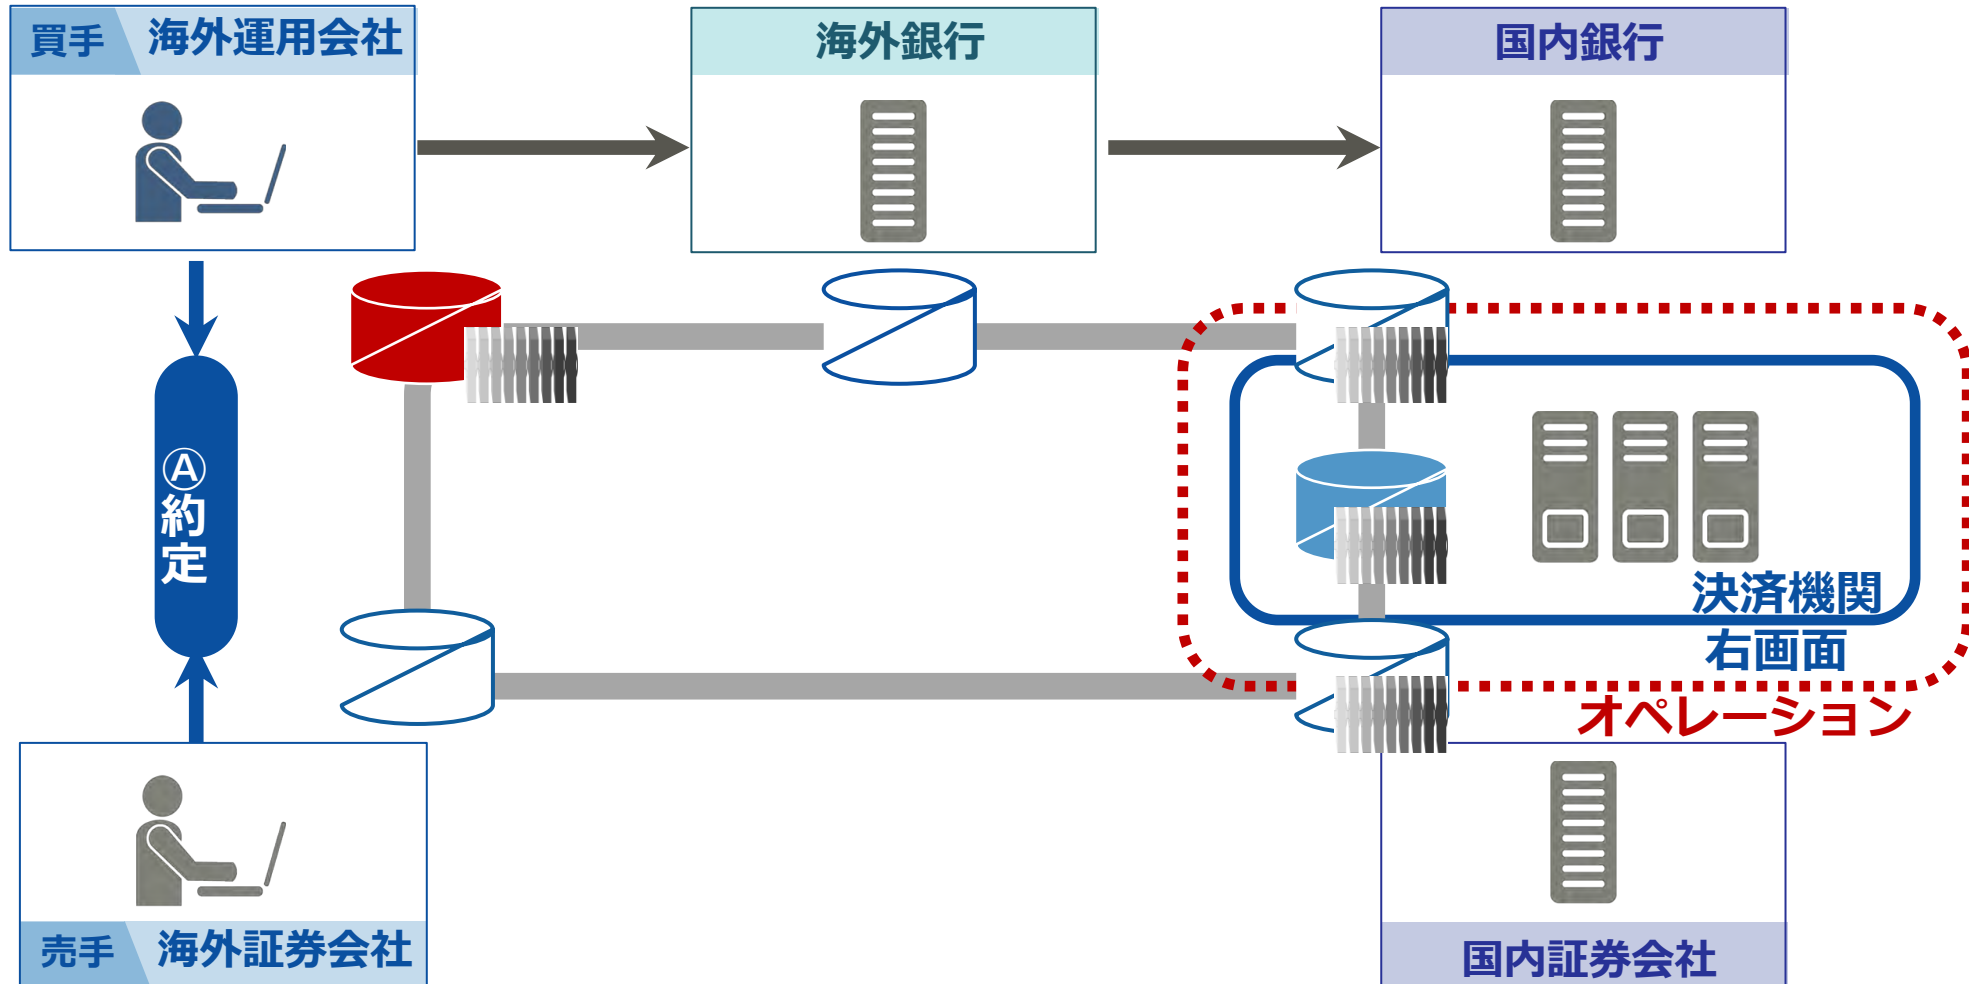 買手 海外運用会社
海外銀行
国内銀行
Ⓐ約定
決済機関
右画面
オペレーション
売手 海外証券会社
国内証券会社